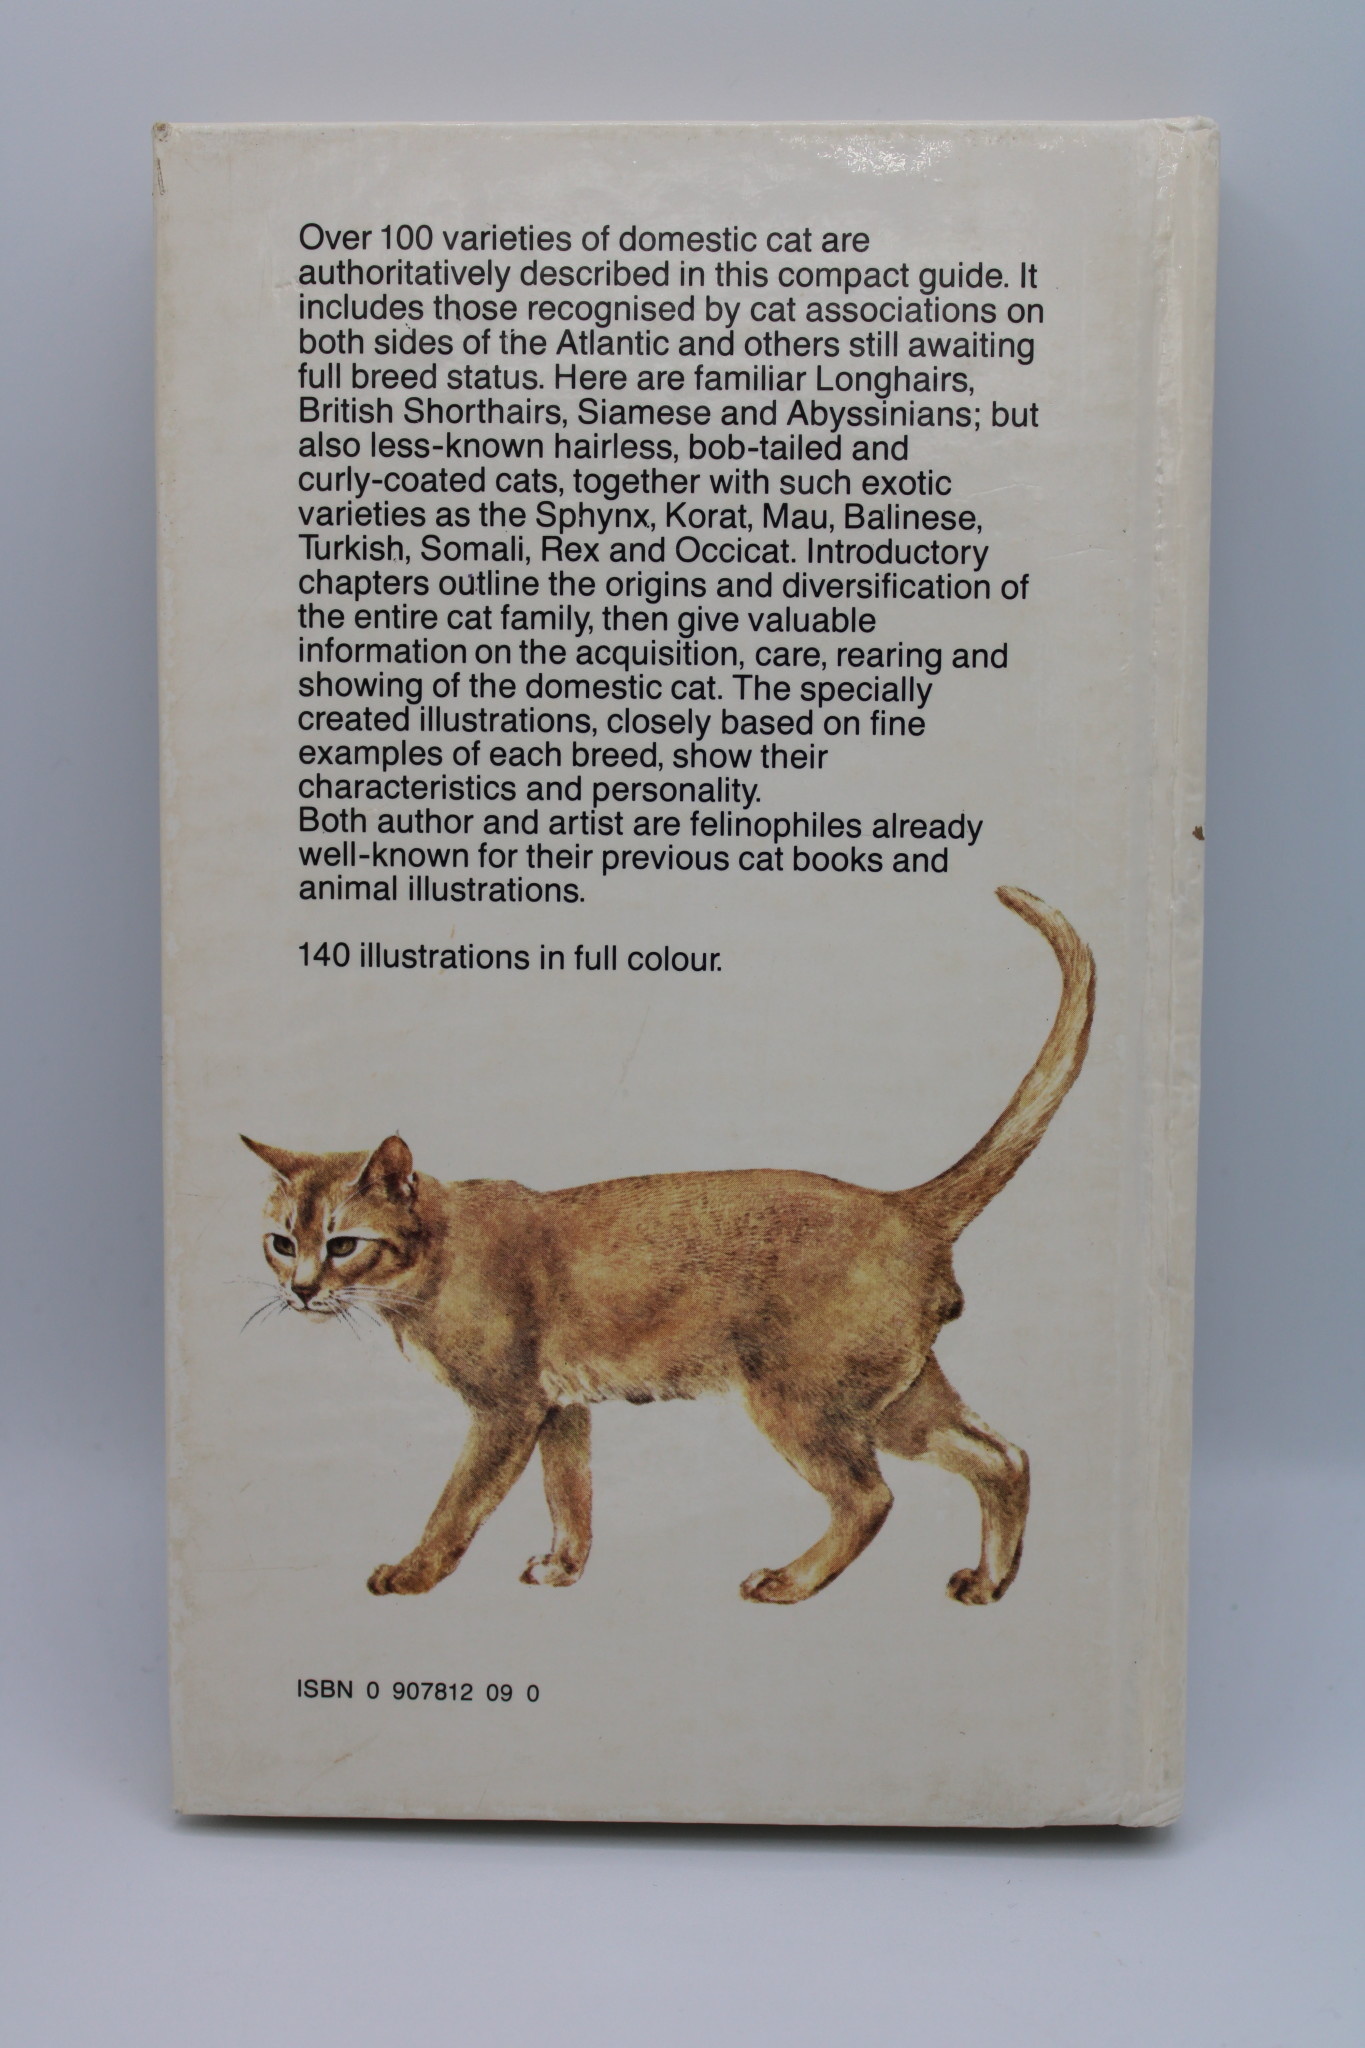 Over 100 varieties of domestic cat are
authoritatively described in this compact guide. It
includes those recognised by cat associations on
both sides of the Atlantic and others still awaiting
full breed status. Here are familiar Longhairs,
British Shorthairs, Siamese and Abyssinians; but
also less-known hairless, bob-tailed and
curly-coated cats, together with such exotic
varieties as the Sphynx, Korat, Mau, Balinese,
Turkish, Somali, Rex and Occicat. Introductory
chapters outline the origins and diversification of
the entire cat family, then give valuable
information on the acquisition, care, rearing and
showing of the domestic cat. The specially
created illustrations, closely based on fine
examples of each breed, show their
characteristics and personality.
Both author and artist are felinophiles already
well-known for their previous cat books and
animal illustrations.
140 illustrations in full colour.
ISBN 0 907812 09 0